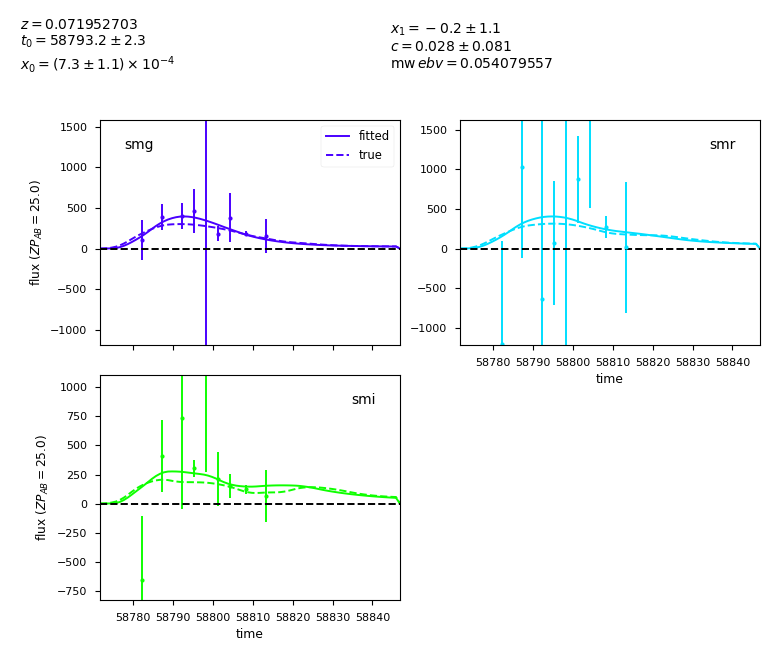 z = 0.071952703
t₀ = 58793.2 ± 2.3
x₀ = (7.3 ± 1.1) × 10⁻⁴
x₁ = −0.2 ± 1.1
c = 0.028 ± 0.081
mw ebv = 0.054079557
smg
fitted
true
1500
1000
500
0
−500
−1000
flux (ZP_AB = 25.0)
smr
1500
1000
500
0
−500
−1000
58780 58790 58800 58810 58820 58830 58840
time
smi
1000
750
500
250
0
−250
−500
−750
flux (ZP_AB = 25.0)
58780 58790 58800 58810 58820 58830 58840
time